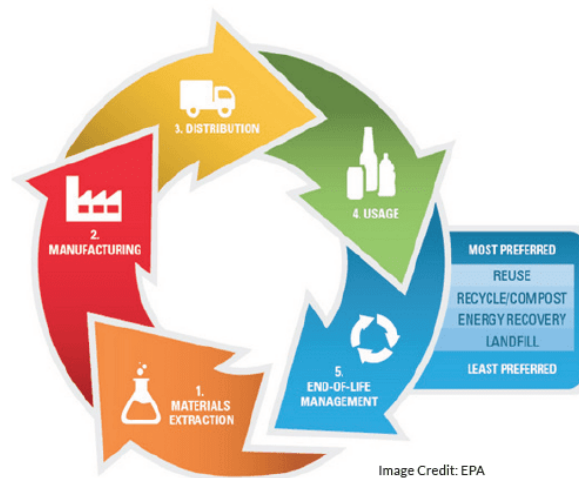 3. DISTRIBUTION
4. USAGE
2.
MANUFACTURING
MOST PREFERRED
REUSE
RECYCLE/COMPOST
ENERGY RECOVERY
LANDFILL
LEAST PREFERRED
5.
END-OF-LIFE
MANAGEMENT
1.
MATERIALS
EXTRACTION
Image Credit: EPA